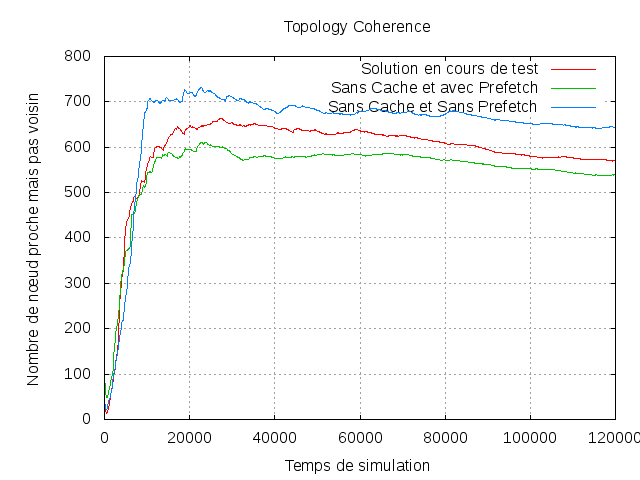 Topology Coherence
Nombre de nœud proche mais pas voisin
800
700
600
500
400
300
200
100
0
Solution en cours de test
Sans Cache et avec Prefetch
Sans Cache et Sans Prefetch
0 20000 40000 60000 80000 100000 120000
Temps de simulation